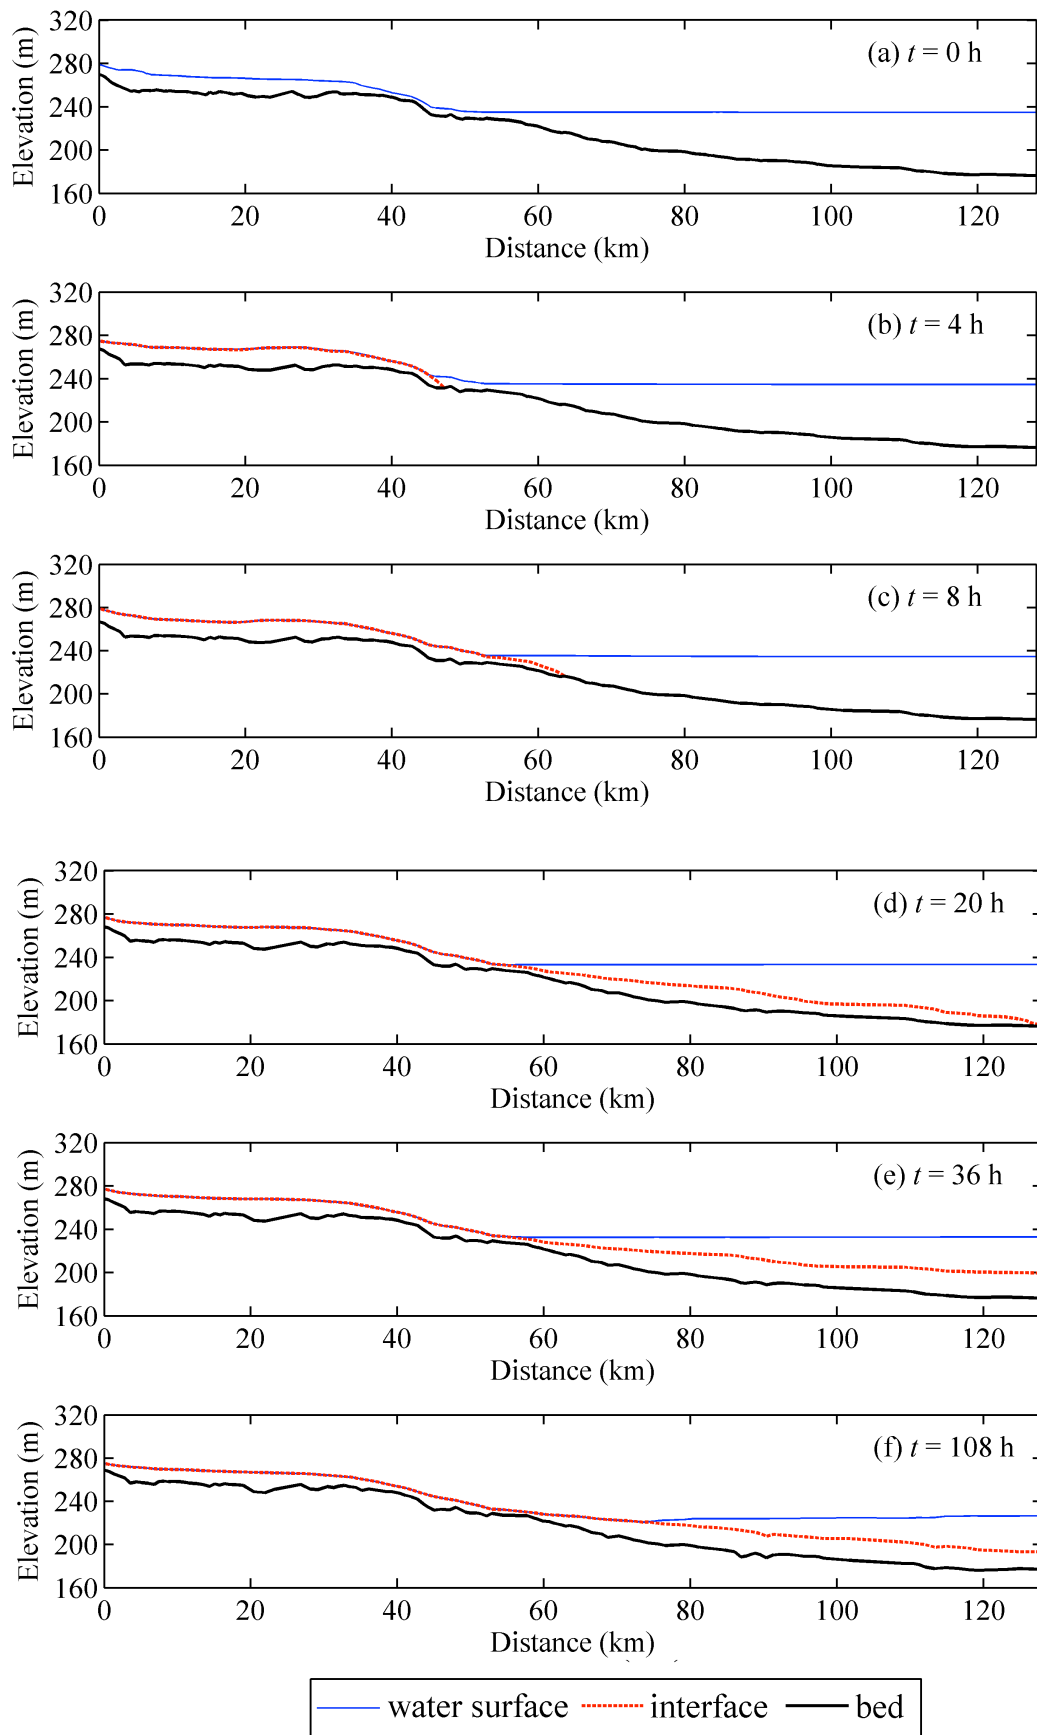 320
280
240
200
160
Elevation (m)
(a) t = 0 h
0 20 40 60 80 100 120
Distance (km)
320
280
240
200
160
Elevation (m)
(b) t = 4 h
0 20 40 60 80 100 120
Distance (km)
320
280
240
200
160
Elevation (m)
(c) t = 8 h
0 20 40 60 80 100 120
Distance (km)
320
280
240
200
160
Elevation (m)
(d) t = 20 h
0 20 40 60 80 100 120
Distance (km)
320
280
240
200
160
Elevation (m)
(e) t = 36 h
0 20 40 60 80 100 120
Distance (km)
320
280
240
200
160
Elevation (m)
(f) t = 108 h
0 20 40 60 80 100 120
Distance (km)
water surface interface bed